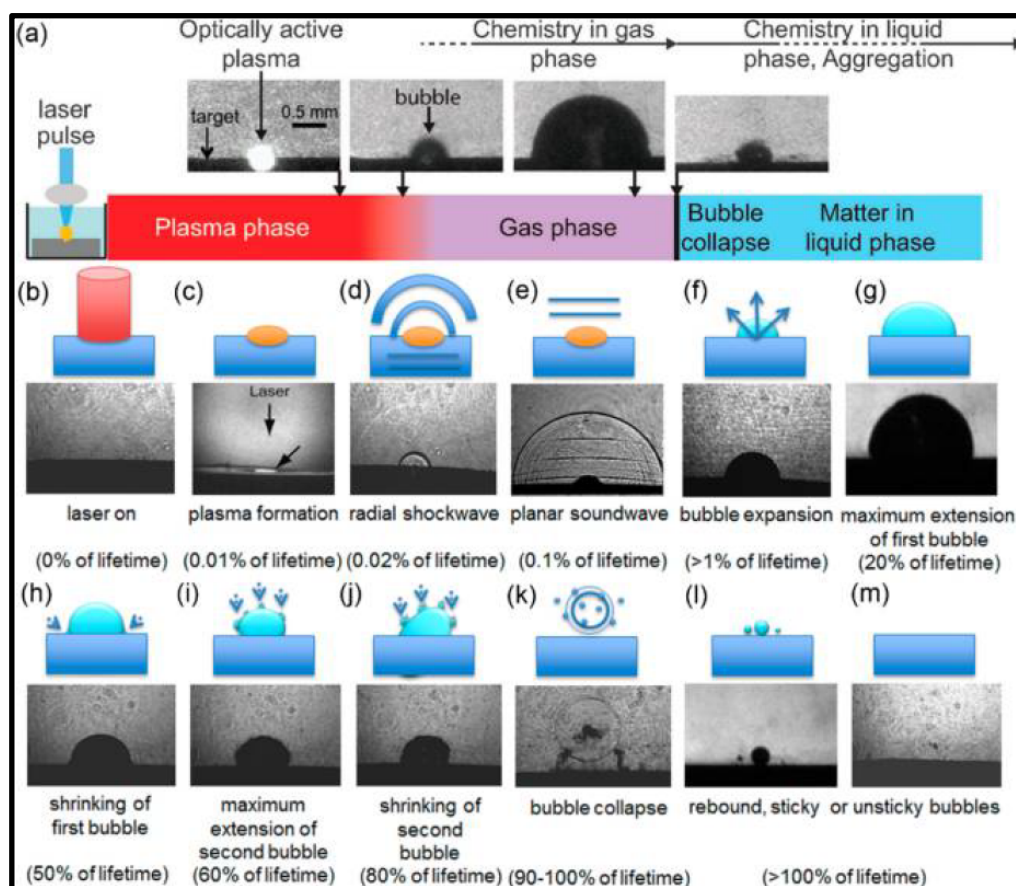 (a)
Optically active
plasma
Chemistry in gas
phase
Chemistry in liquid
phase, Aggregation
laser
pulse
target
0.5 mm
bubble
Plasma phase
Gas phase
Bubble
collapse
Matter in
liquid phase
(b)
(c)
(d)
(e)
(f)
(g)
Laser
laser on
(0% of lifetime)
plasma formation
(0.01% of lifetime)
radial shockwave
(0.02% of lifetime)
planar soundwave
(0.1% of lifetime)
bubble expansion
(>1% of lifetime)
maximum extension
of first bubble
(20% of lifetime)
(h)
(i)
(j)
(k)
(l)
(m)
shrinking of
first bubble
(50% of lifetime)
maximum
extension of
second bubble
(60% of lifetime)
shrinking of
second
bubble
(80% of lifetime)
bubble collapse
(90-100% of lifetime)
rebound, sticky or unsticky bubbles
(>100% of lifetime)